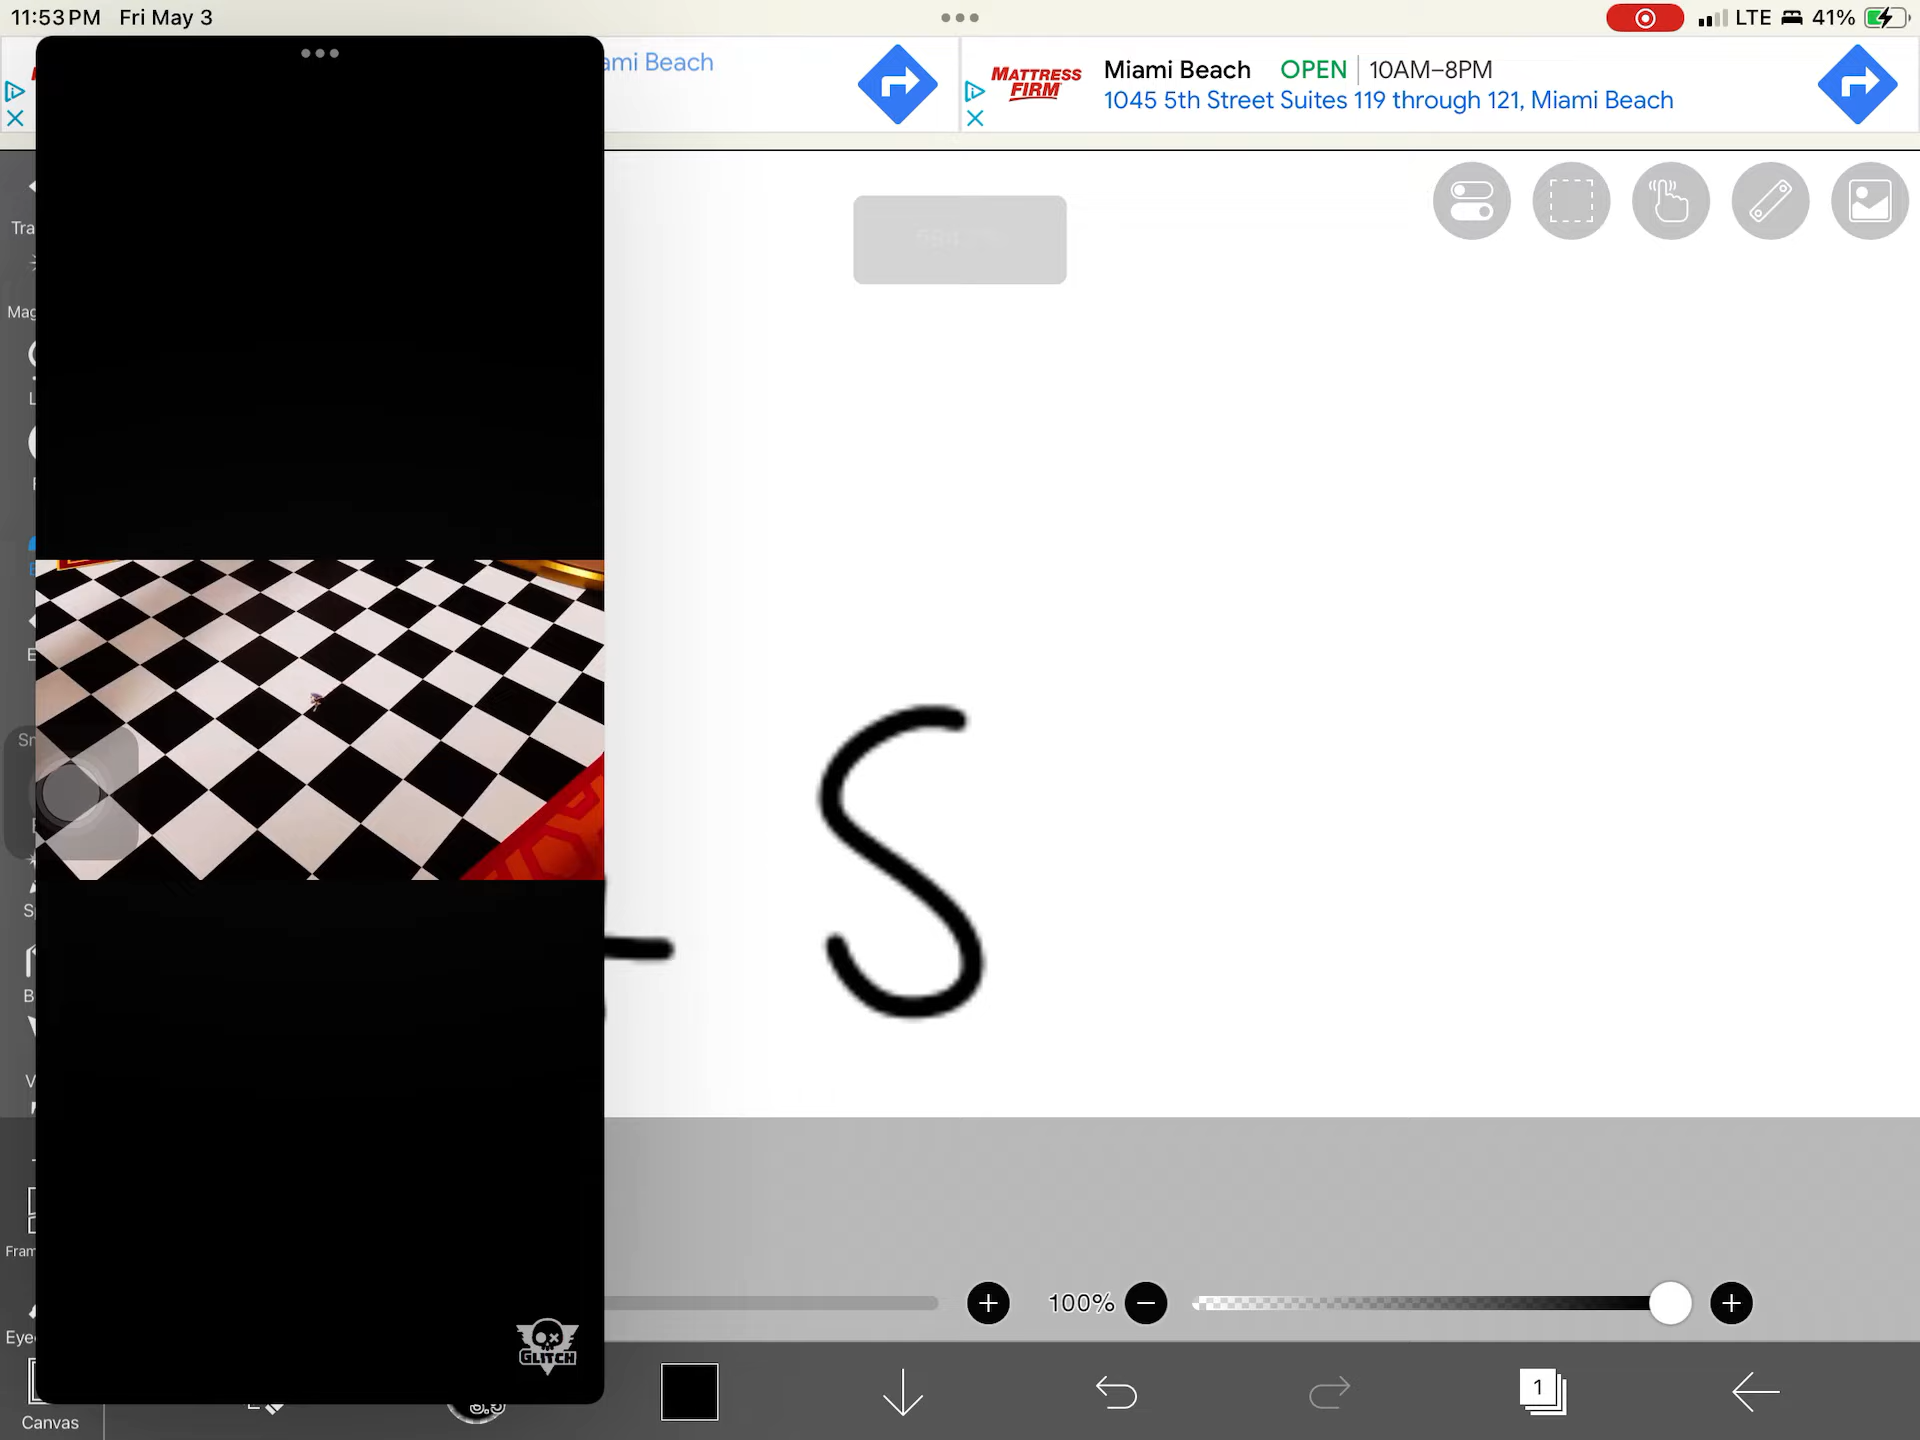 11:53 PM Fri May 3
LTE 41%
ami Beach
MATTRESS FIRM
Miami Beach OPEN 10AM–8PM
1045 5th Street Suites 119 through 121, Miami Beach
Tra
Mag
L
Sr
S
B
V
S
Fram
Eye
100%
GLITCH
1
Canvas